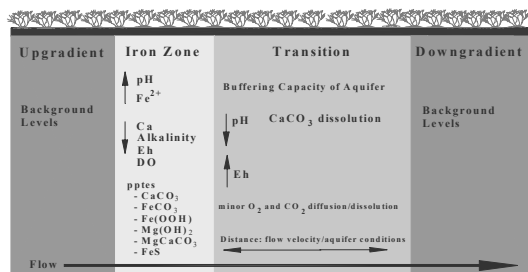 Upgradient
Background
Levels
Iron Zone
pH
Fe²⁺
Ca
Alkalinity
Eh
DO
pptes
- CaCO₃
- FeCO₃
- Fe(OOH)
- Mg(OH)₂
- MgCaCO₃
- FeS
Transition
Buffering Capacity of Aquifer
pH CaCO₃ dissolution
Eh
minor O₂ and CO₂ diffusion/dissolution
Distance: flow velocity/aquifer conditions
Downgradient
Background
Levels
Flow